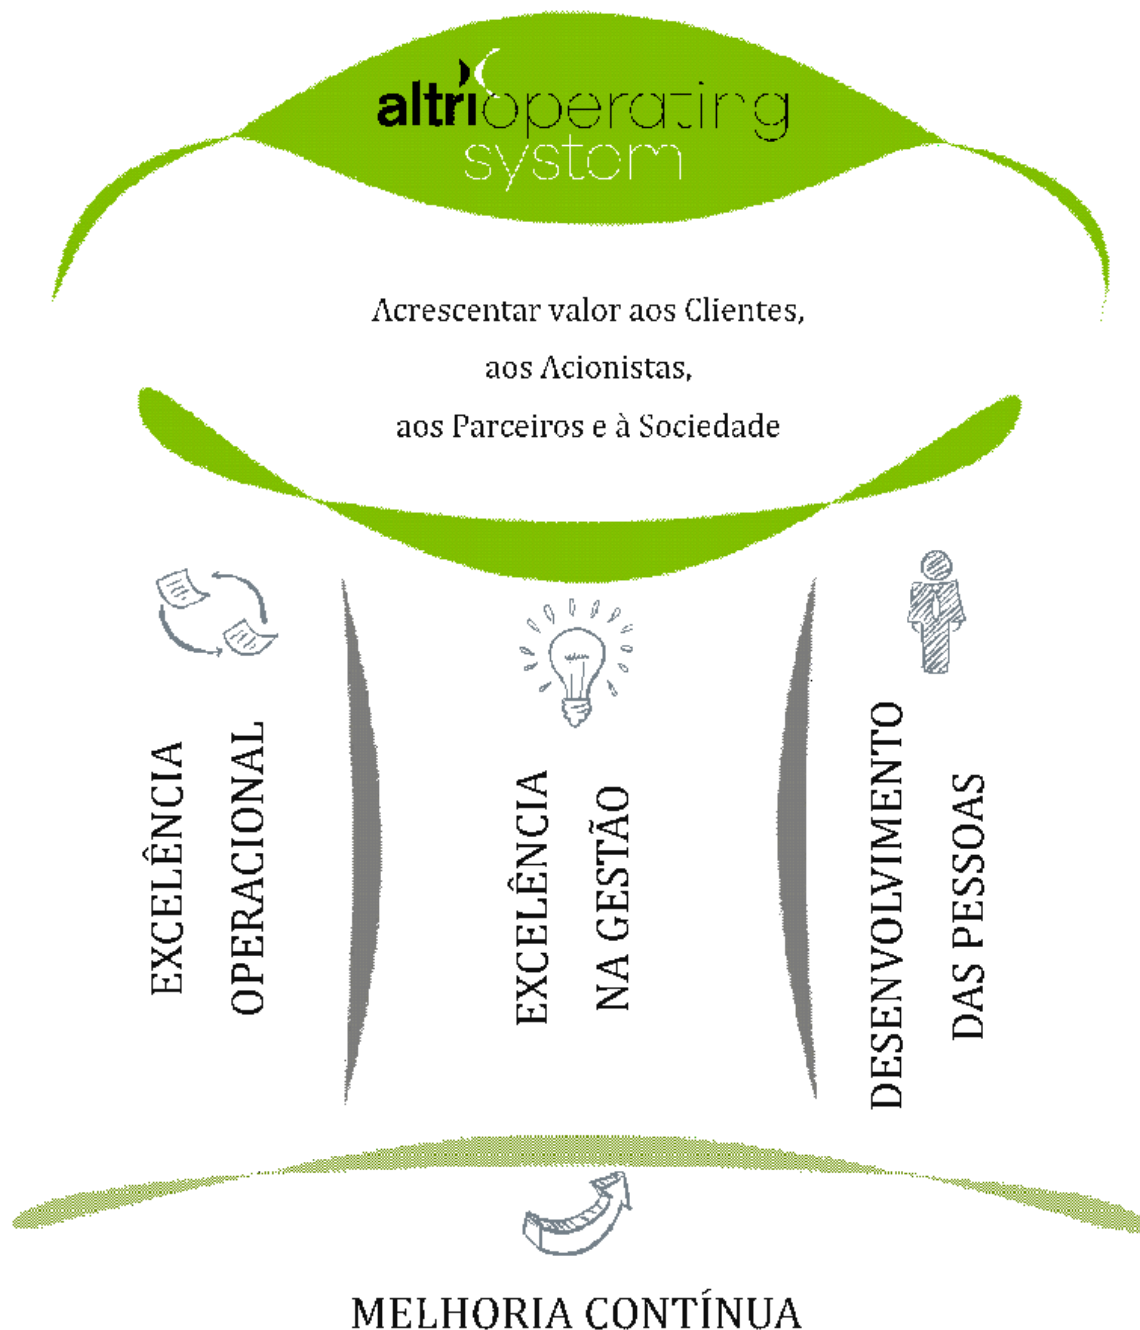 altri operating
system
Acrescentar valor aos Clientes,
aos Acionistas,
aos Parceiros e à Sociedade
EXCELÊNCIA
OPERACIONAL
EXCELÊNCIA
NA GESTÃO
DESENVOLVIMENTO
DAS PESSOAS
MELHORIA CONTÍNUA